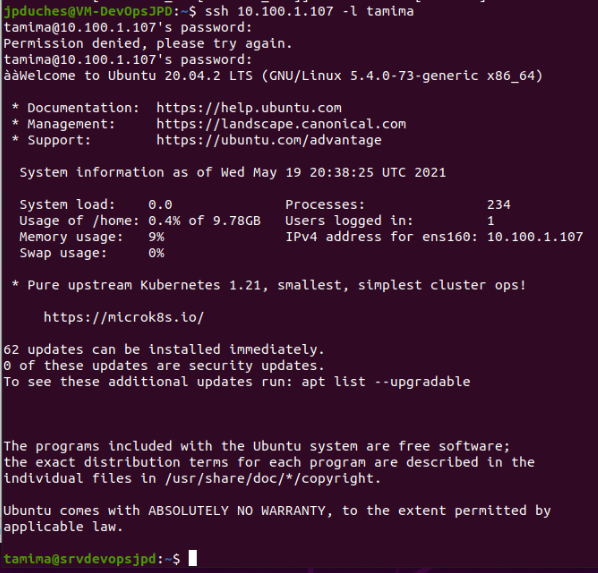 jpduches@VM-DevOpsJPD:~$ ssh 10.100.1.107 -l tamima
tamima@10.100.1.107's password:
Permission denied, please try again.
tamima@10.100.1.107's password:
ààWelcome to Ubuntu 20.04.2 LTS (GNU/Linux 5.4.0-73-generic x86_64)
* Documentation:  https://help.ubuntu.com
* Management:     https://landscape.canonical.com
* Support:        https://ubuntu.com/advantage
System information as of Wed May 19 20:38:25 UTC 2021
System load:    0.0              Processes:               234
Usage of /home: 0.4% of 9.78GB   Users logged in:         1
Memory usage:   9%               IPv4 address for ens160: 10.100.1.107
Swap usage:     0%
* Pure upstream Kubernetes 1.21, smallest, simplest cluster ops!
https://microk8s.io/
62 updates can be installed immediately.
0 of these updates are security updates.
To see these additional updates run: apt list --upgradable
The programs included with the Ubuntu system are free software;
the exact distribution terms for each program are described in the
individual files in /usr/share/doc/*/copyright.
Ubuntu comes with ABSOLUTELY NO WARRANTY, to the extent permitted by
applicable law.
tamima@srvdevopsjpd:~$